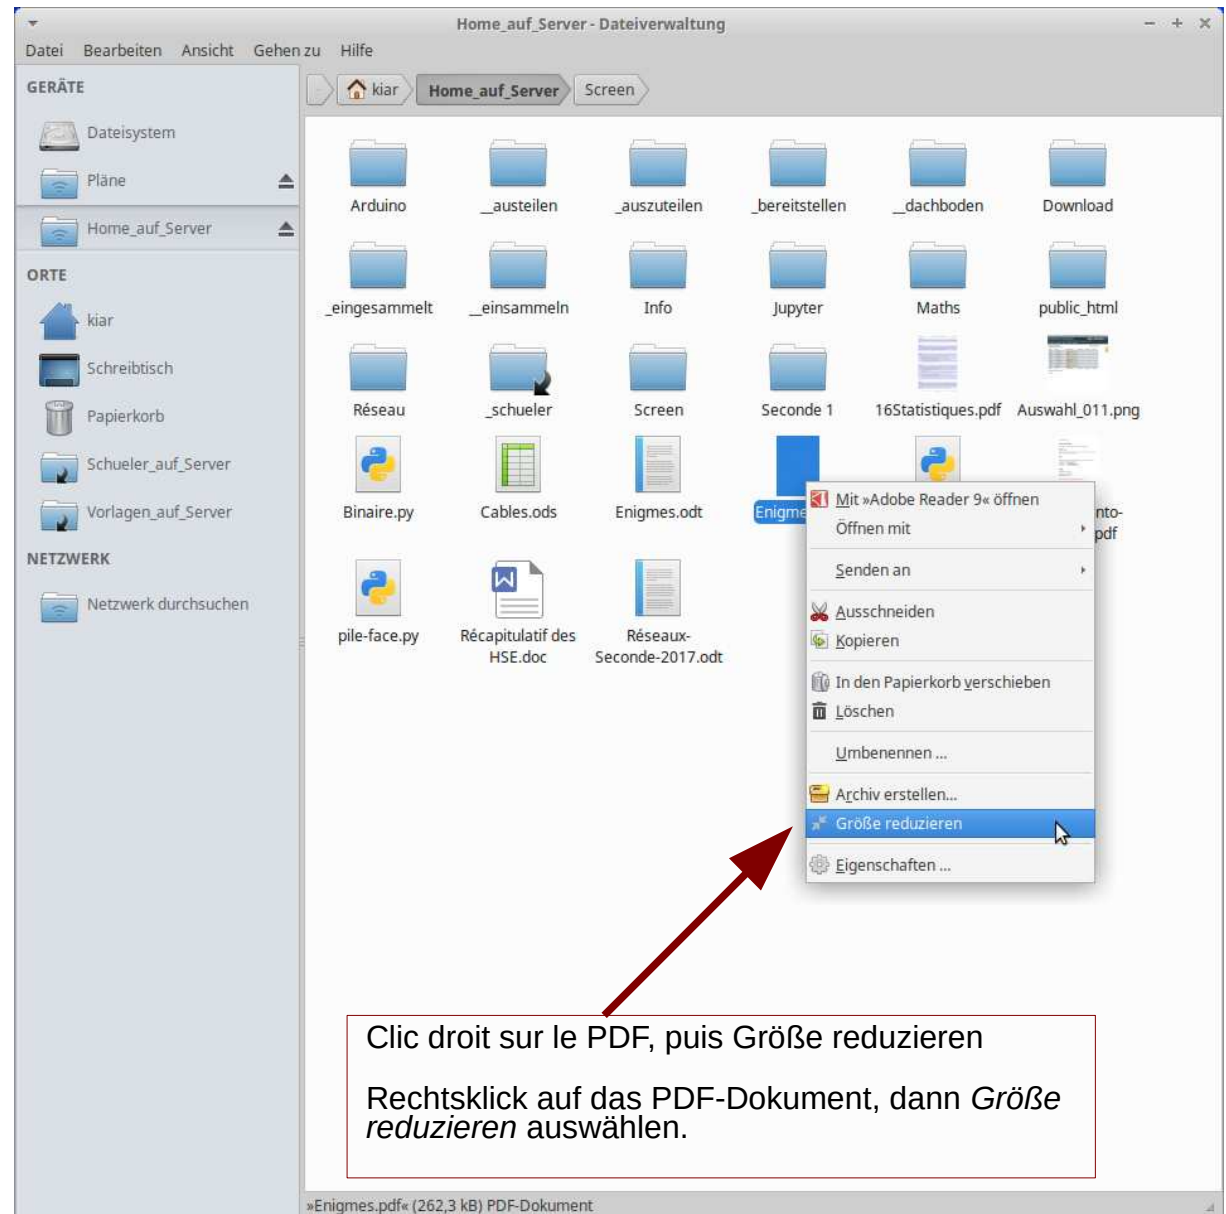 Home_auf_Server - Dateiverwaltung
Datei Bearbeiten Ansicht Gehen zu Hilfe
GERÄTE
Dateisystem
Pläne
Home_auf_Server
ORTE
kiar
Schreibtisch
Papierkorb
Schueler_auf_Server
Vorlagen_auf_Server
NETZWERK
Netzwerk durchsuchen
kiar Home_auf_Server Screen
Arduino __austeilen _auszuteilen _bereitstellen __dachboden Download
_eingesammelt __einsammeln Info Jupyter Maths public_html
Réseau _schueler Screen Seconde 1 16Statistiques.pdf Auswahl_011.png
Binaire.py Cables.ods Enigmes.odt Enigme nto-
pdf
pile-face.py Récapitulatif des Réseaux-
HSE.doc Seconde-2017.odt
Mit »Adobe Reader 9« öffnen
Öffnen mit
Senden an
Ausschneiden
Kopieren
In den Papierkorb verschieben
Löschen
Umbenennen ...
Archiv erstellen...
Größe reduzieren
Eigenschaften ...
Clic droit sur le PDF, puis Größe reduzieren
Rechtsklick auf das PDF-Dokument, dann Größe
reduzieren auswählen.
»Enigmes.pdf« (262,3 kB) PDF-Dokument